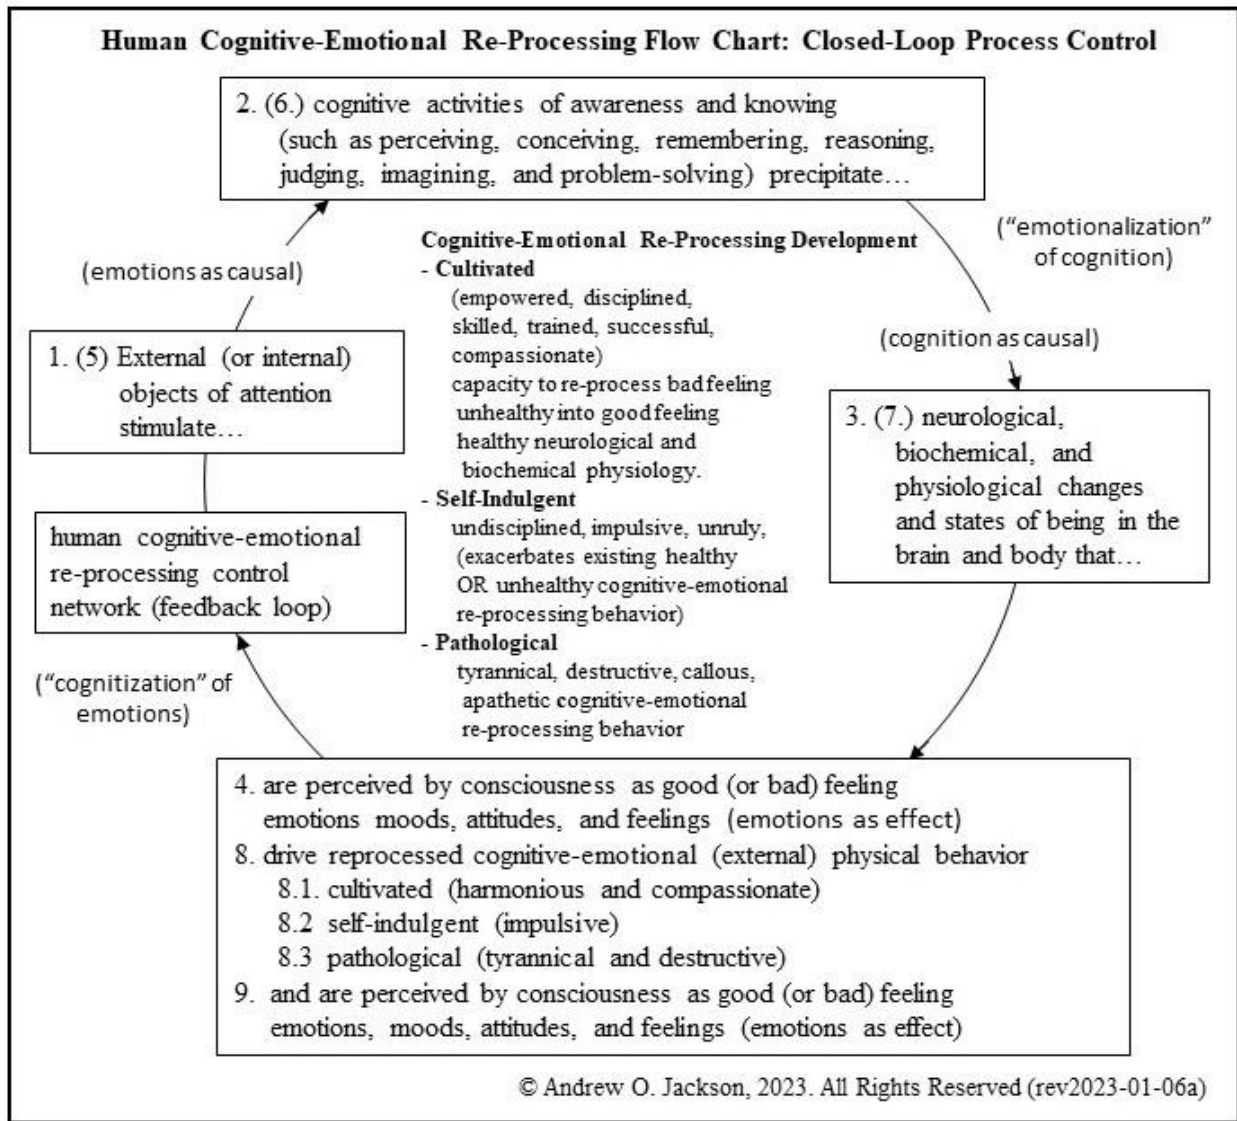 Human Cognitive-Emotional Re-Processing Flow Chart: Closed-Loop Process Control
2. (6.) cognitive activities of awareness and knowing
(such as perceiving, conceiving, remembering, reasoning,
judging, imagining, and problem-solving) precipitate…
(“emotionalization”
of cognition)
(emotions as causal)
(cognition as causal)
1. (5) External (or internal)
objects of attention
stimulate…
human cognitive-emotional
re-processing control
network (feedback loop)
(“cognitization” of
emotions)
Cognitive-Emotional Re-Processing Development
- Cultivated
(empowered, disciplined,
skilled, trained, successful,
compassionate)
capacity to re-process bad feeling
unhealthy into good feeling
healthy neurological and
biochemical physiology.
- Self-Indulgent
undisciplined, impulsive, unruly,
(exacerbates existing healthy
OR unhealthy cognitive-emotional
re-processing behavior)
- Pathological
tyrannical, destructive, callous,
apathetic cognitive-emotional
re-processing behavior
3. (7.) neurological,
biochemical, and
physiological changes
and states of being in the
brain and body that…
4. are perceived by consciousness as good (or bad) feeling
emotions moods, attitudes, and feelings (emotions as effect)
8. drive reprocessed cognitive-emotional (external) physical behavior
8.1. cultivated (harmonious and compassionate)
8.2 self-indulgent (impulsive)
8.3 pathological (tyrannical and destructive)
9. and are perceived by consciousness as good (or bad) feeling
emotions, moods, attitudes, and feelings (emotions as effect)
© Andrew O. Jackson, 2023. All Rights Reserved (rev2023-01-06a)